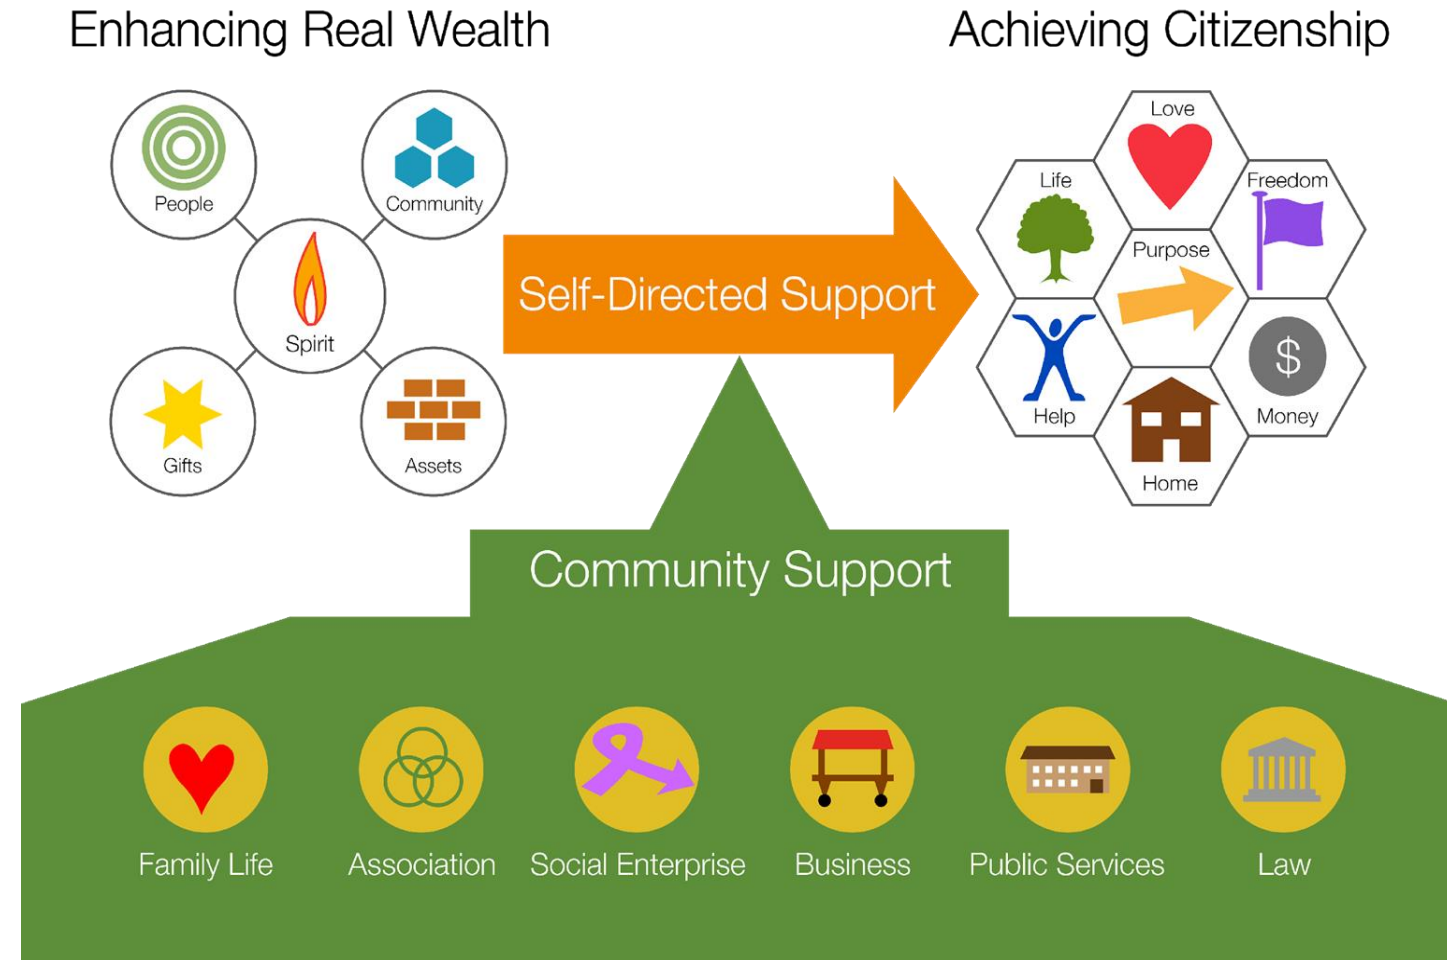 Enhancing Real Wealth
Achieving Citizenship
People
Community
Spirit
Gifts
Assets
Self-Directed Support
Love
Life
Freedom
Purpose
$
Help
Money
Home
Community Support
Family Life
Association
Social Enterprise
Business
Public Services
Law